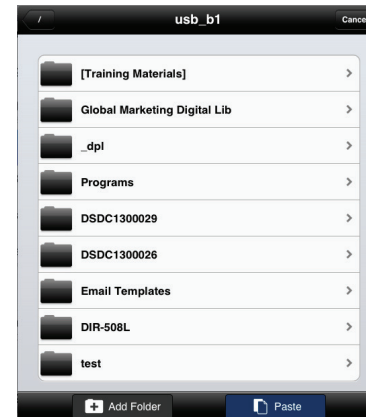 /
usb_b1
Cance
[Training Materials]
Global Marketing Digital Lib
_dpl
Programs
DSDC1300029
DSDC1300026
Email Templates
DIR-508L
test
Add Folder
Paste